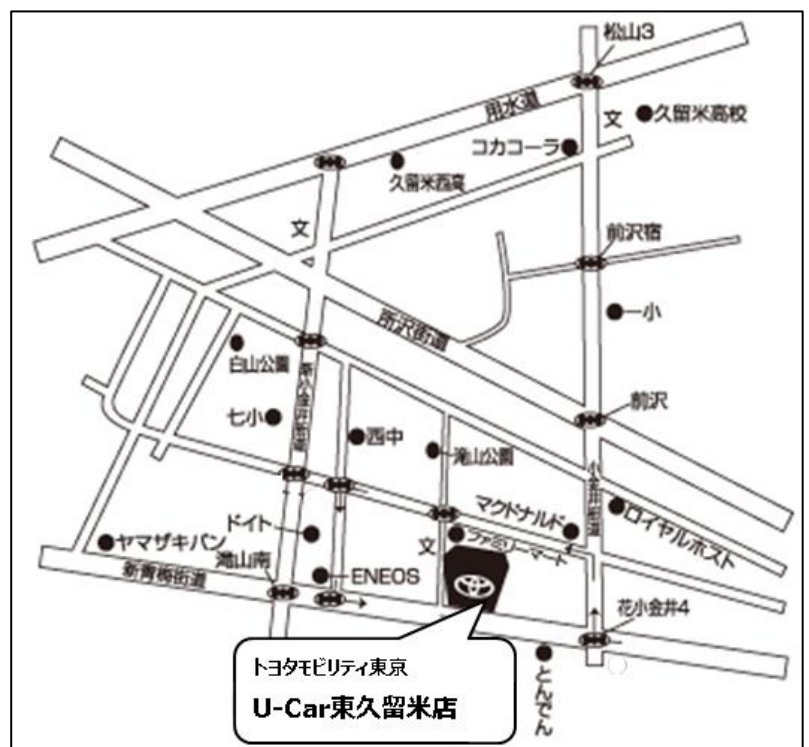 松山3
用水道
文
久留米高校
コカコーラ
久留米西高
文
前沢宿
所沢街道
一小
白山公園
新小金井街道
七小
前沢
西中
滝山公園
小金井街道
マクドナルド
ロイヤルホスト
ドイト
ファミリーマート
ヤマザキパン
文
滝山南
ENEOS
新青梅街道
花小金井4
とんでん
トヨタモビリティ東京
U-Car東久留米店